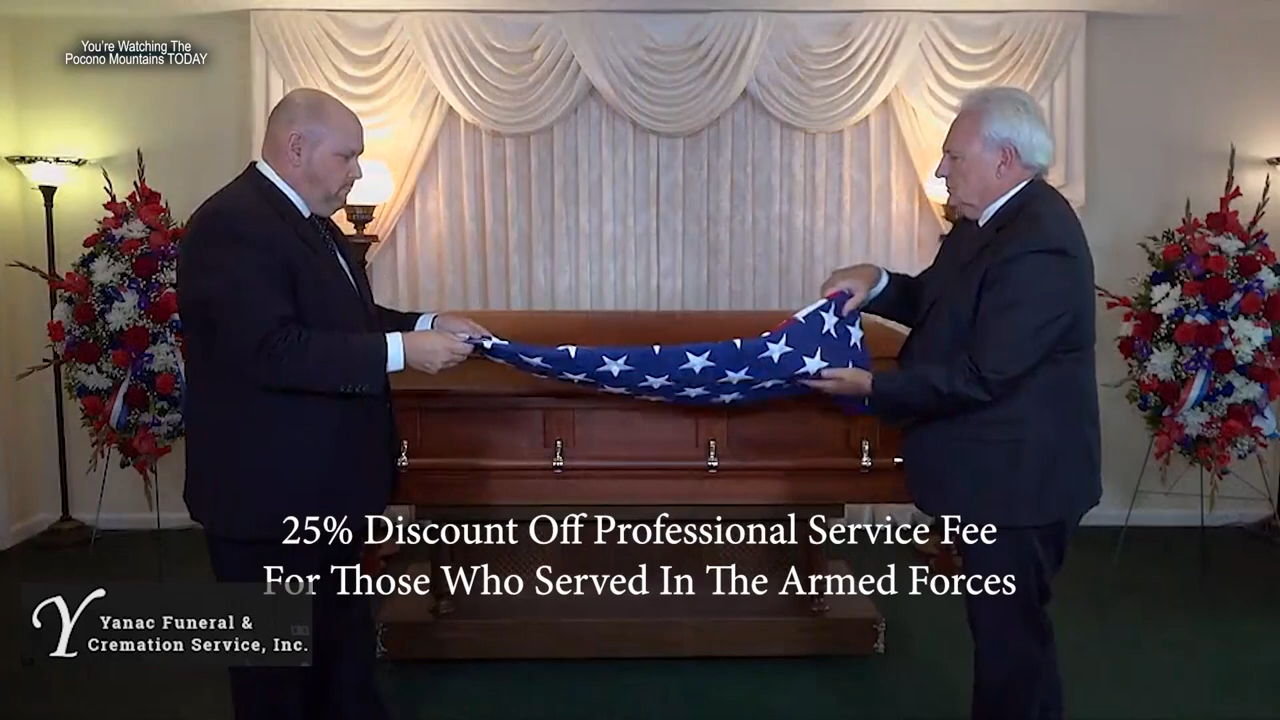 You're Watching The
Pocono Mountains TODAY
25% Discount Off Professional Service Fee
For Those Who Served In The Armed Forces
Y Yanac Funeral &
Cremation Service, Inc.